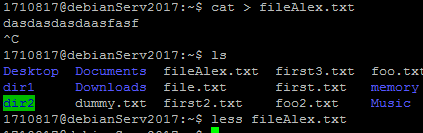 1710817@debianServ2017:~$ cat > fileAlex.txt
dasdasdasdaasfasf
^C
1710817@debianServ2017:~$ ls
Desktop Documents fileAlex.txt first3.txt foo.txt
dir1 Downloads file.txt first.txt memory
dir2 dummy.txt first2.txt foo2.txt Music
1710817@debianServ2017:~$ less fileAlex.txt